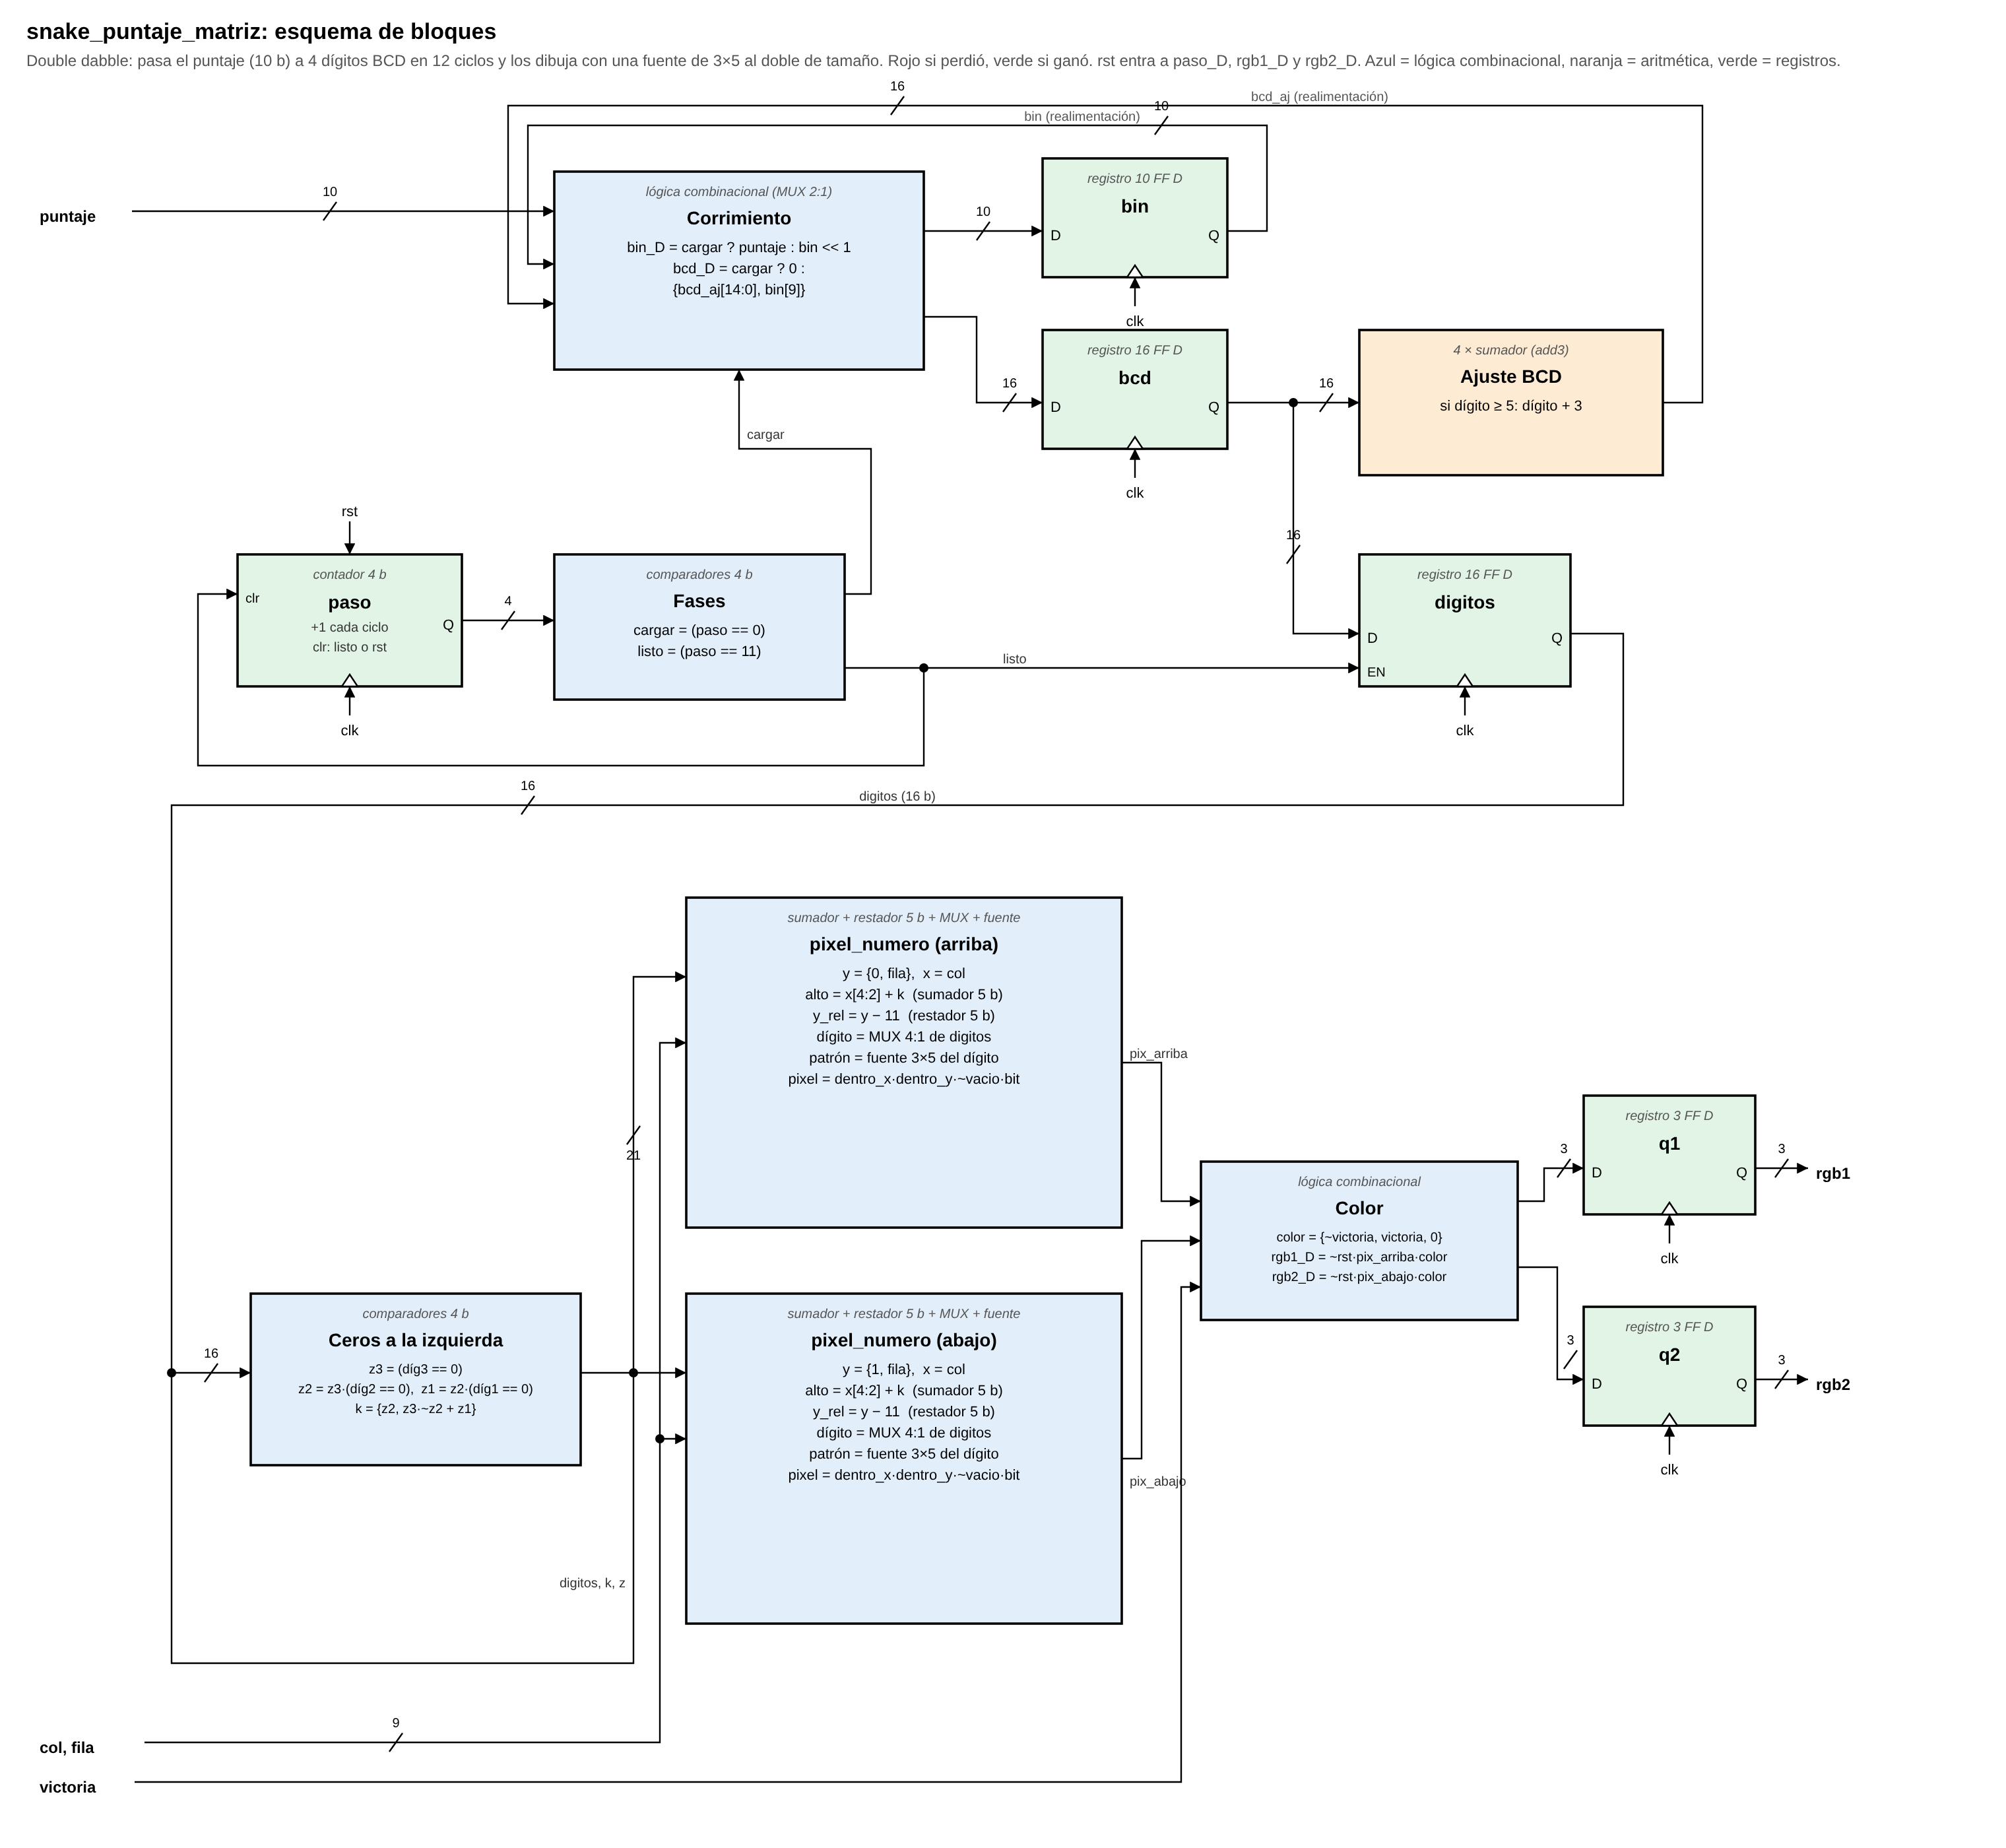 snake_puntaje_matriz: esquema de bloques
Double dabble: pasa el puntaje (10 b) a 4 dígitos BCD en 12 ciclos y los dibuja con una fuente de 3×5 al doble de tamaño. Rojo si perdió, verde si ganó. rst entra a paso_D, rgb1_D y rgb2_D. Azul = lógica combinacional, naranja = aritmética, verde = registros.
16
bcd_aj (realimentación)
10
bin (realimentación)
puntaje
10
lógica combinacional (MUX 2:1)
Corrimiento
bin_D = cargar ? puntaje : bin << 1
bcd_D = cargar ? 0 :
{bcd_aj[14:0], bin[9]}
10
registro 10 FF D
bin
D
Q
clk
16
registro 16 FF D
bcd
D
Q
clk
16
4 × sumador (add3)
Ajuste BCD
si dígito ≥ 5: dígito + 3
cargar
rst
contador 4 b
paso
clr
+1 cada ciclo
clr: listo o rst
Q
clk
4
comparadores 4 b
Fases
cargar = (paso == 0)
listo = (paso == 11)
listo
16
registro 16 FF D
digitos
D
Q
EN
clk
16
digitos (16 b)
sumador + restador 5 b + MUX + fuente
pixel_numero (arriba)
y = {0, fila},  x = col
alto = x[4:2] + k  (sumador 5 b)
y_rel = y − 11  (restador 5 b)
dígito = MUX 4:1 de digitos
patrón = fuente 3×5 del dígito
pixel = dentro_x·dentro_y·~vacio·bit
pix_arriba
21
lógica combinacional
Color
color = {~victoria, victoria, 0}
rgb1_D = ~rst·pix_arriba·color
rgb2_D = ~rst·pix_abajo·color
3
registro 3 FF D
q1
D
Q
clk
3
rgb1
16
comparadores 4 b
Ceros a la izquierda
z3 = (díg3 == 0)
z2 = z3·(díg2 == 0),  z1 = z2·(díg1 == 0)
k = {z2, z3·~z2 + z1}
sumador + restador 5 b + MUX + fuente
pixel_numero (abajo)
y = {1, fila},  x = col
alto = x[4:2] + k  (sumador 5 b)
y_rel = y − 11  (restador 5 b)
dígito = MUX 4:1 de digitos
patrón = fuente 3×5 del dígito
pixel = dentro_x·dentro_y·~vacio·bit
pix_abajo
3
registro 3 FF D
q2
D
Q
clk
3
rgb2
digitos, k, z
col, fila
9
victoria